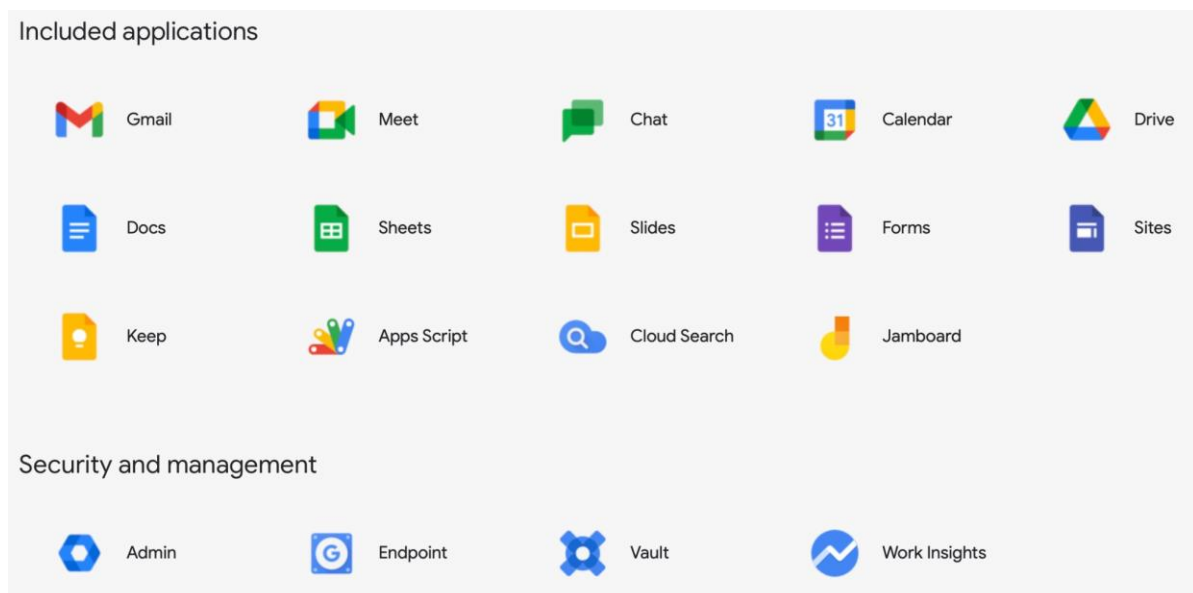 Included applications
Gmail Meet Chat 31 Calendar Drive
Docs Sheets Slides Forms Sites
Keep Apps Script Cloud Search Jamboard
Security and management
Admin G Endpoint Vault Work Insights